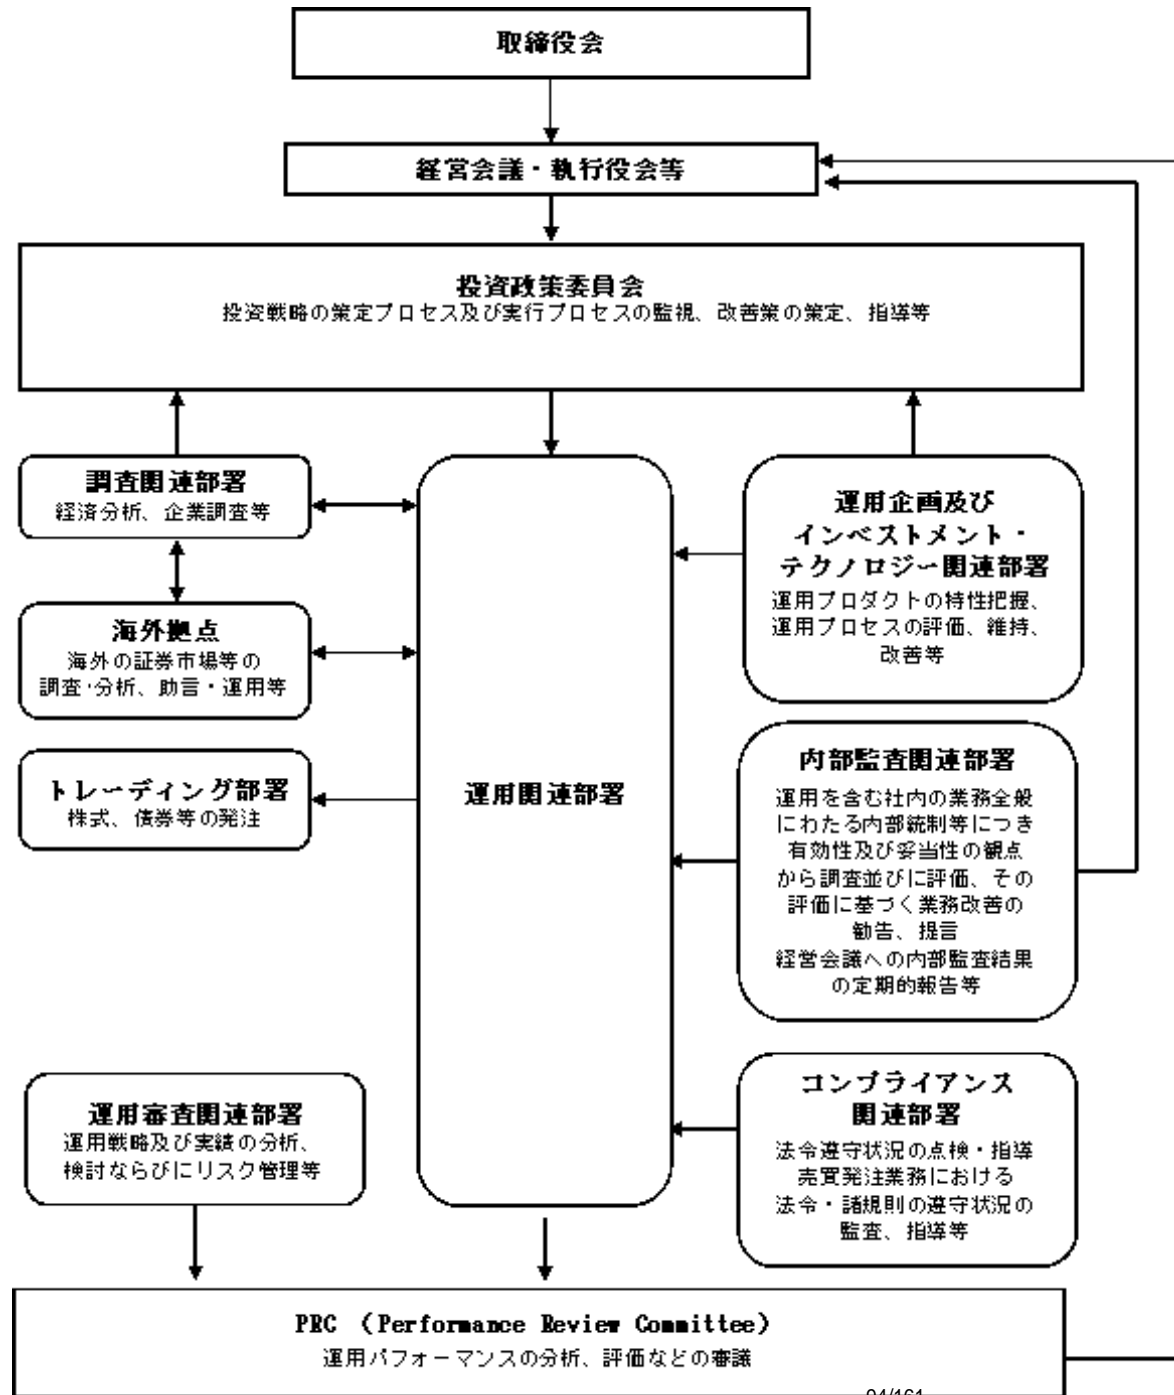 取締役会
経営会議・執行役会等
投資政策委員会
投資戦略の策定プロセス及び実行プロセスの監視、改善策の策定、指導等
調査関連部署
経済分析、企業調査等
海外拠点
海外の証券市場等の
調査・分析、助言・運用等
トレーディング部署
株式、債券等の発注
運用関連部署
運用企画及び
インベストメント・
テクノロジー関連部署
運用プロダクトの特性把握、
運用プロセスの評価、維持、
改善等
内部監査関連部署
運用を含む社内の業務全般
にわたる内部統制等につき
有効性及び妥当性の観点
から調査並びに評価、その
評価に基づく業務改善の
勧告、提言
経営会議への内部監査結果
の定期的報告等
運用審査関連部署
運用戦略及び実績の分析、
検討ならびにリスク管理等
コンプライアンス
関連部署
法令遵守状況の点検・指導
売買発注業務における
法令・諸規則の遵守状況の
監査、指導等
PRC （Performance Review Committee）
運用パフォーマンスの分析、評価などの審議